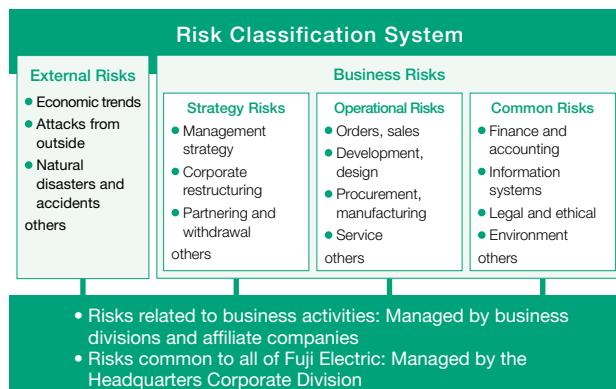 Risk Classification System
External Risks
• Economic trends
• Attacks from
outside
• Natural
disasters and
accidents
others
Business Risks
Strategy Risks
• Management
strategy
• Corporate
restructuring
• Partnering and
withdrawal
others
Operational Risks
• Orders, sales
• Development,
design
• Procurement,
manufacturing
• Service
others
Common Risks
• Finance and
accounting
• Information
systems
• Legal and ethical
• Environment
others
• Risks related to business activities: Managed by business
divisions and affiliate companies
• Risks common to all of Fuji Electric: Managed by the
Headquarters Corporate Division